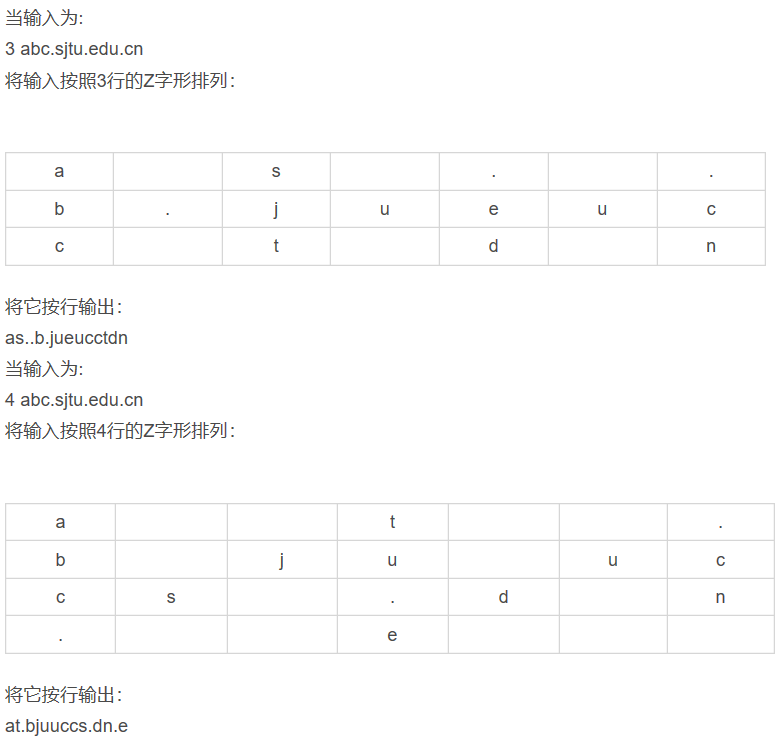 当输入为:
3 abc.sjtu.edu.cn
将输入按照3行的Z字形排列：
a s . .
b . j u e u c
c t d n
将它按行输出：
as..b.jueucctdn
当输入为:
4 abc.sjtu.edu.cn
将输入按照4行的Z字形排列：
a t .
b j u u c
c s . d n
. e
将它按行输出：
at.bjuuccs.dn.e